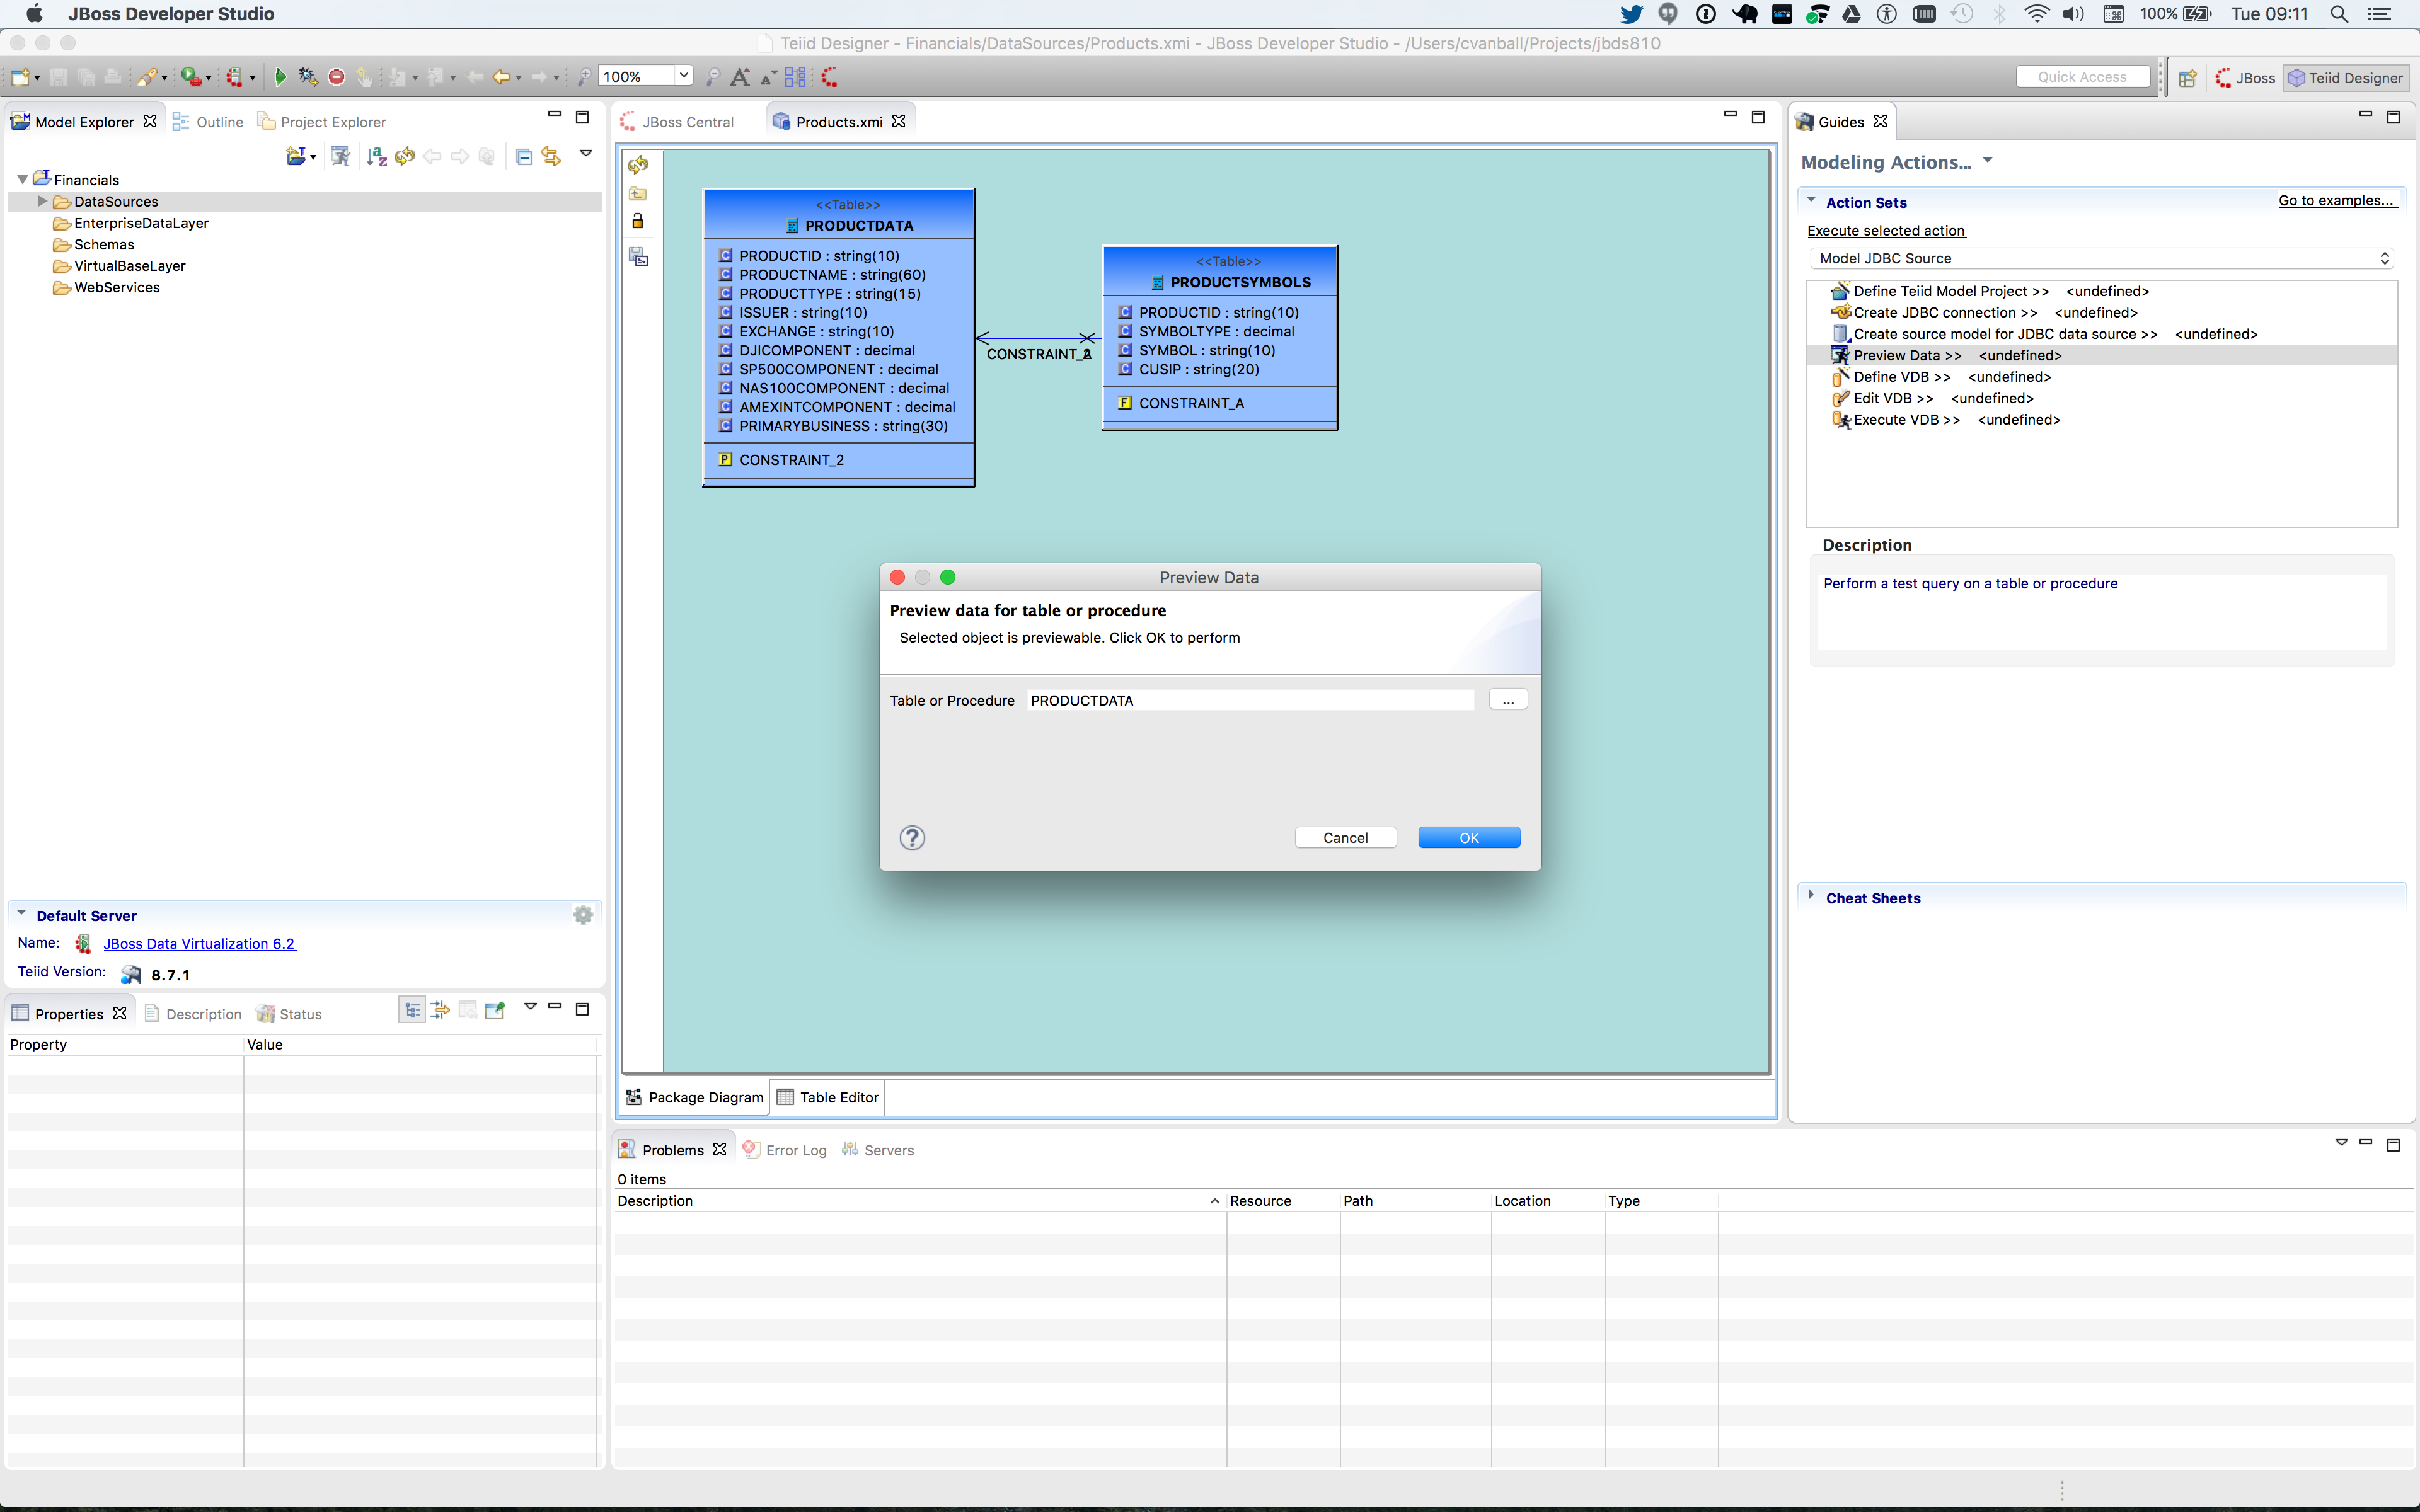 JBoss Developer Studio
100%
Tue 09:11
Teiid Designer - Financials/DataSources/Products.xmi - JBoss Developer Studio - /Users/cvanball/Projects/jbds810
100%
Quick Access
JBoss
Teiid Designer
Model Explorer
Outline
Project Explorer
Financials
DataSources
EnterpriseDataLayer
Schemas
VirtualBaseLayer
WebServices
Default Server
Name:
JBoss Data Virtualization 6.2
Teiid Version:
8.7.1
Properties
Description
Status
Property
Value
JBoss Central
Products.xmi
<<Table>>
PRODUCTDATA
PRODUCTID : string(10)
PRODUCTNAME : string(60)
PRODUCTTYPE : string(15)
ISSUER : string(10)
EXCHANGE : string(10)
DJICOMPONENT : decimal
SP500COMPONENT : decimal
NAS100COMPONENT : decimal
AMEXINTCOMPONENT : decimal
PRIMARYBUSINESS : string(30)
CONSTRAINT_2
<<Table>>
PRODUCTSYMBOLS
PRODUCTID : string(10)
SYMBOLTYPE : decimal
SYMBOL : string(10)
CUSIP : string(20)
CONSTRAINT_A
Preview Data
Preview data for table or procedure
Selected object is previewable. Click OK to perform
Table or Procedure
PRODUCTDATA
...
?
Cancel
OK
Package Diagram
Table Editor
Guides
Modeling Actions...
Action Sets
Go to examples...
Execute selected action
Model JDBC Source
Define Teiid Model Project >> <undefined>
Create JDBC connection >> <undefined>
Create source model for JDBC data source >> <undefined>
Preview Data >> <undefined>
Define VDB >> <undefined>
Edit VDB >> <undefined>
Execute VDB >> <undefined>
Description
Perform a test query on a table or procedure
Cheat Sheets
Problems
Error Log
Servers
0 items
Description
Resource
Path
Location
Type